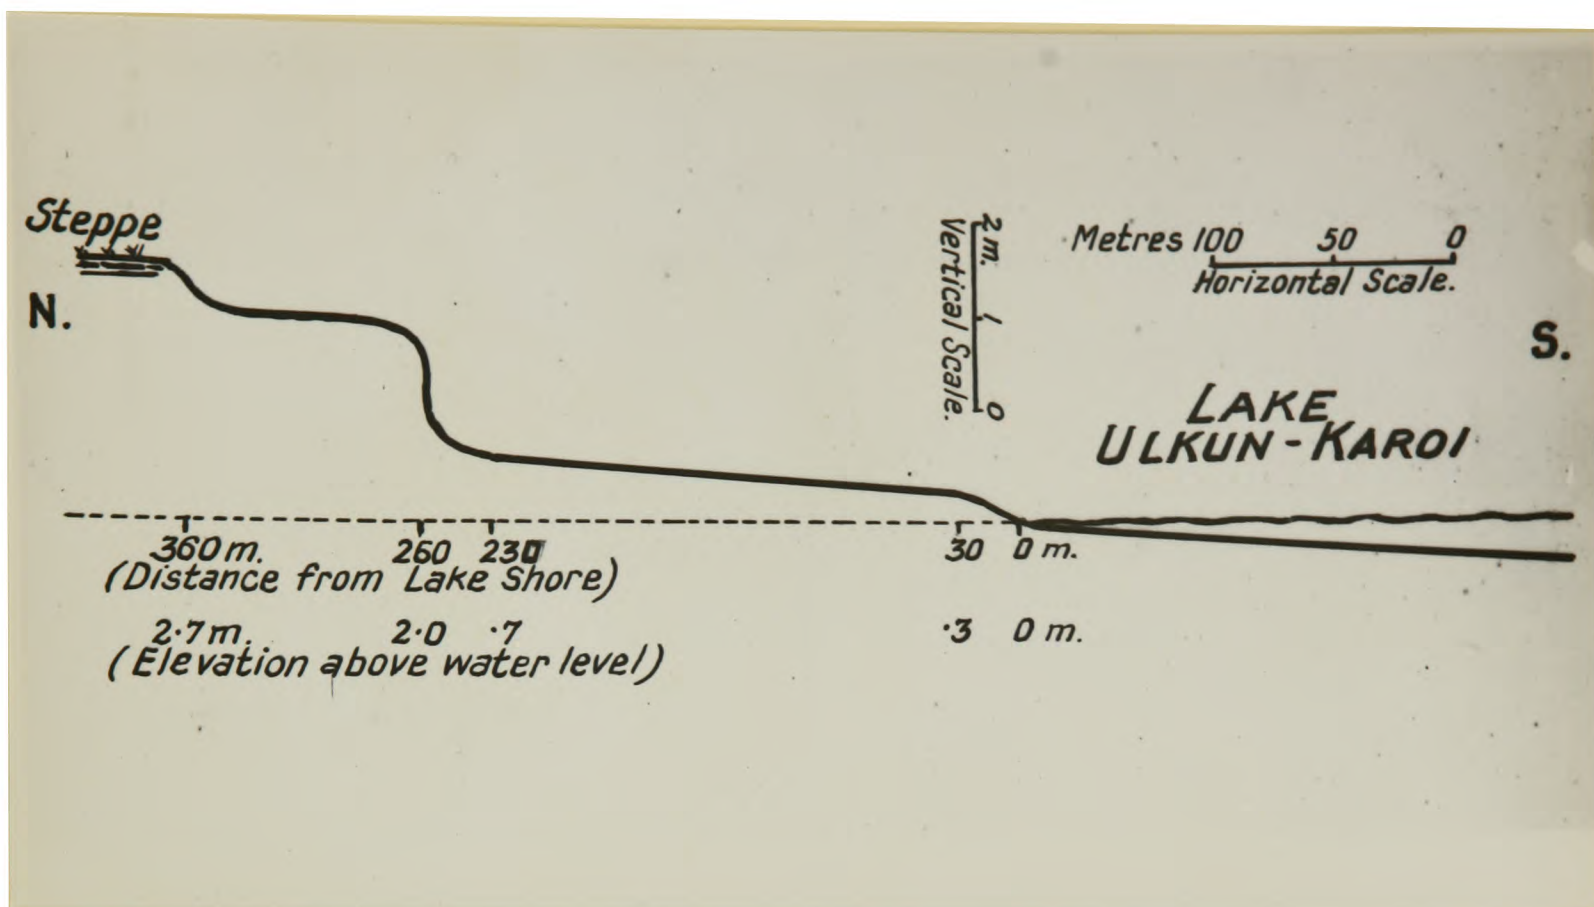 Steppe
N.
2 m.
1
0
Vertical Scale.
Metres 100 50 0
Horizontal Scale.
S.
LAKE
ULKUN-KAROI
360 m. 260 230 30 0 m.
(Distance from Lake Shore)
2·7 m. 2·0 ·7 ·3 0 m.
(Elevation above water level)